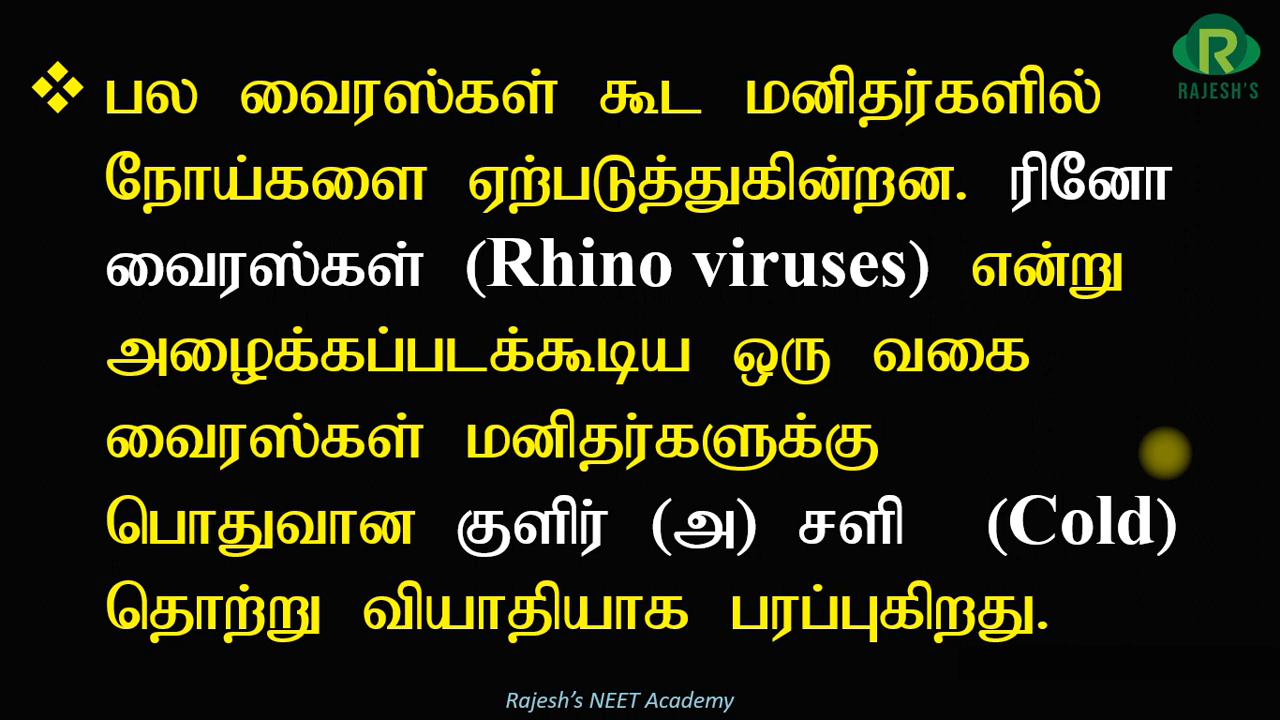 ❖ பல வைரஸ்கள் கூட மனிதர்களில்
நோய்களை ஏற்படுத்துகின்றன. ரினோ
வைரஸ்கள் (Rhino viruses) என்று
அழைக்கப்படக்கூடிய ஒரு வகை
வைரஸ்கள் மனிதர்களுக்கு
பொதுவான குளிர் (அ) சளி (Cold)
தொற்று வியாதியாக பரப்புகிறது.
R
RAJESH'S
Rajesh's NEET Academy